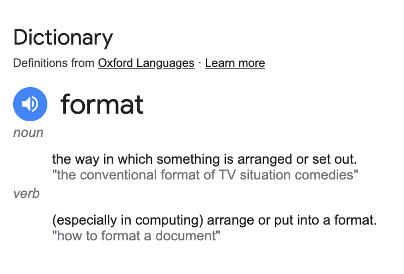 Dictionary
Definitions from Oxford Languages · Learn more
format
noun
the way in which something is arranged or set out.
"the conventional format of TV situation comedies"
verb
(especially in computing) arrange or put into a format.
"how to format a document"